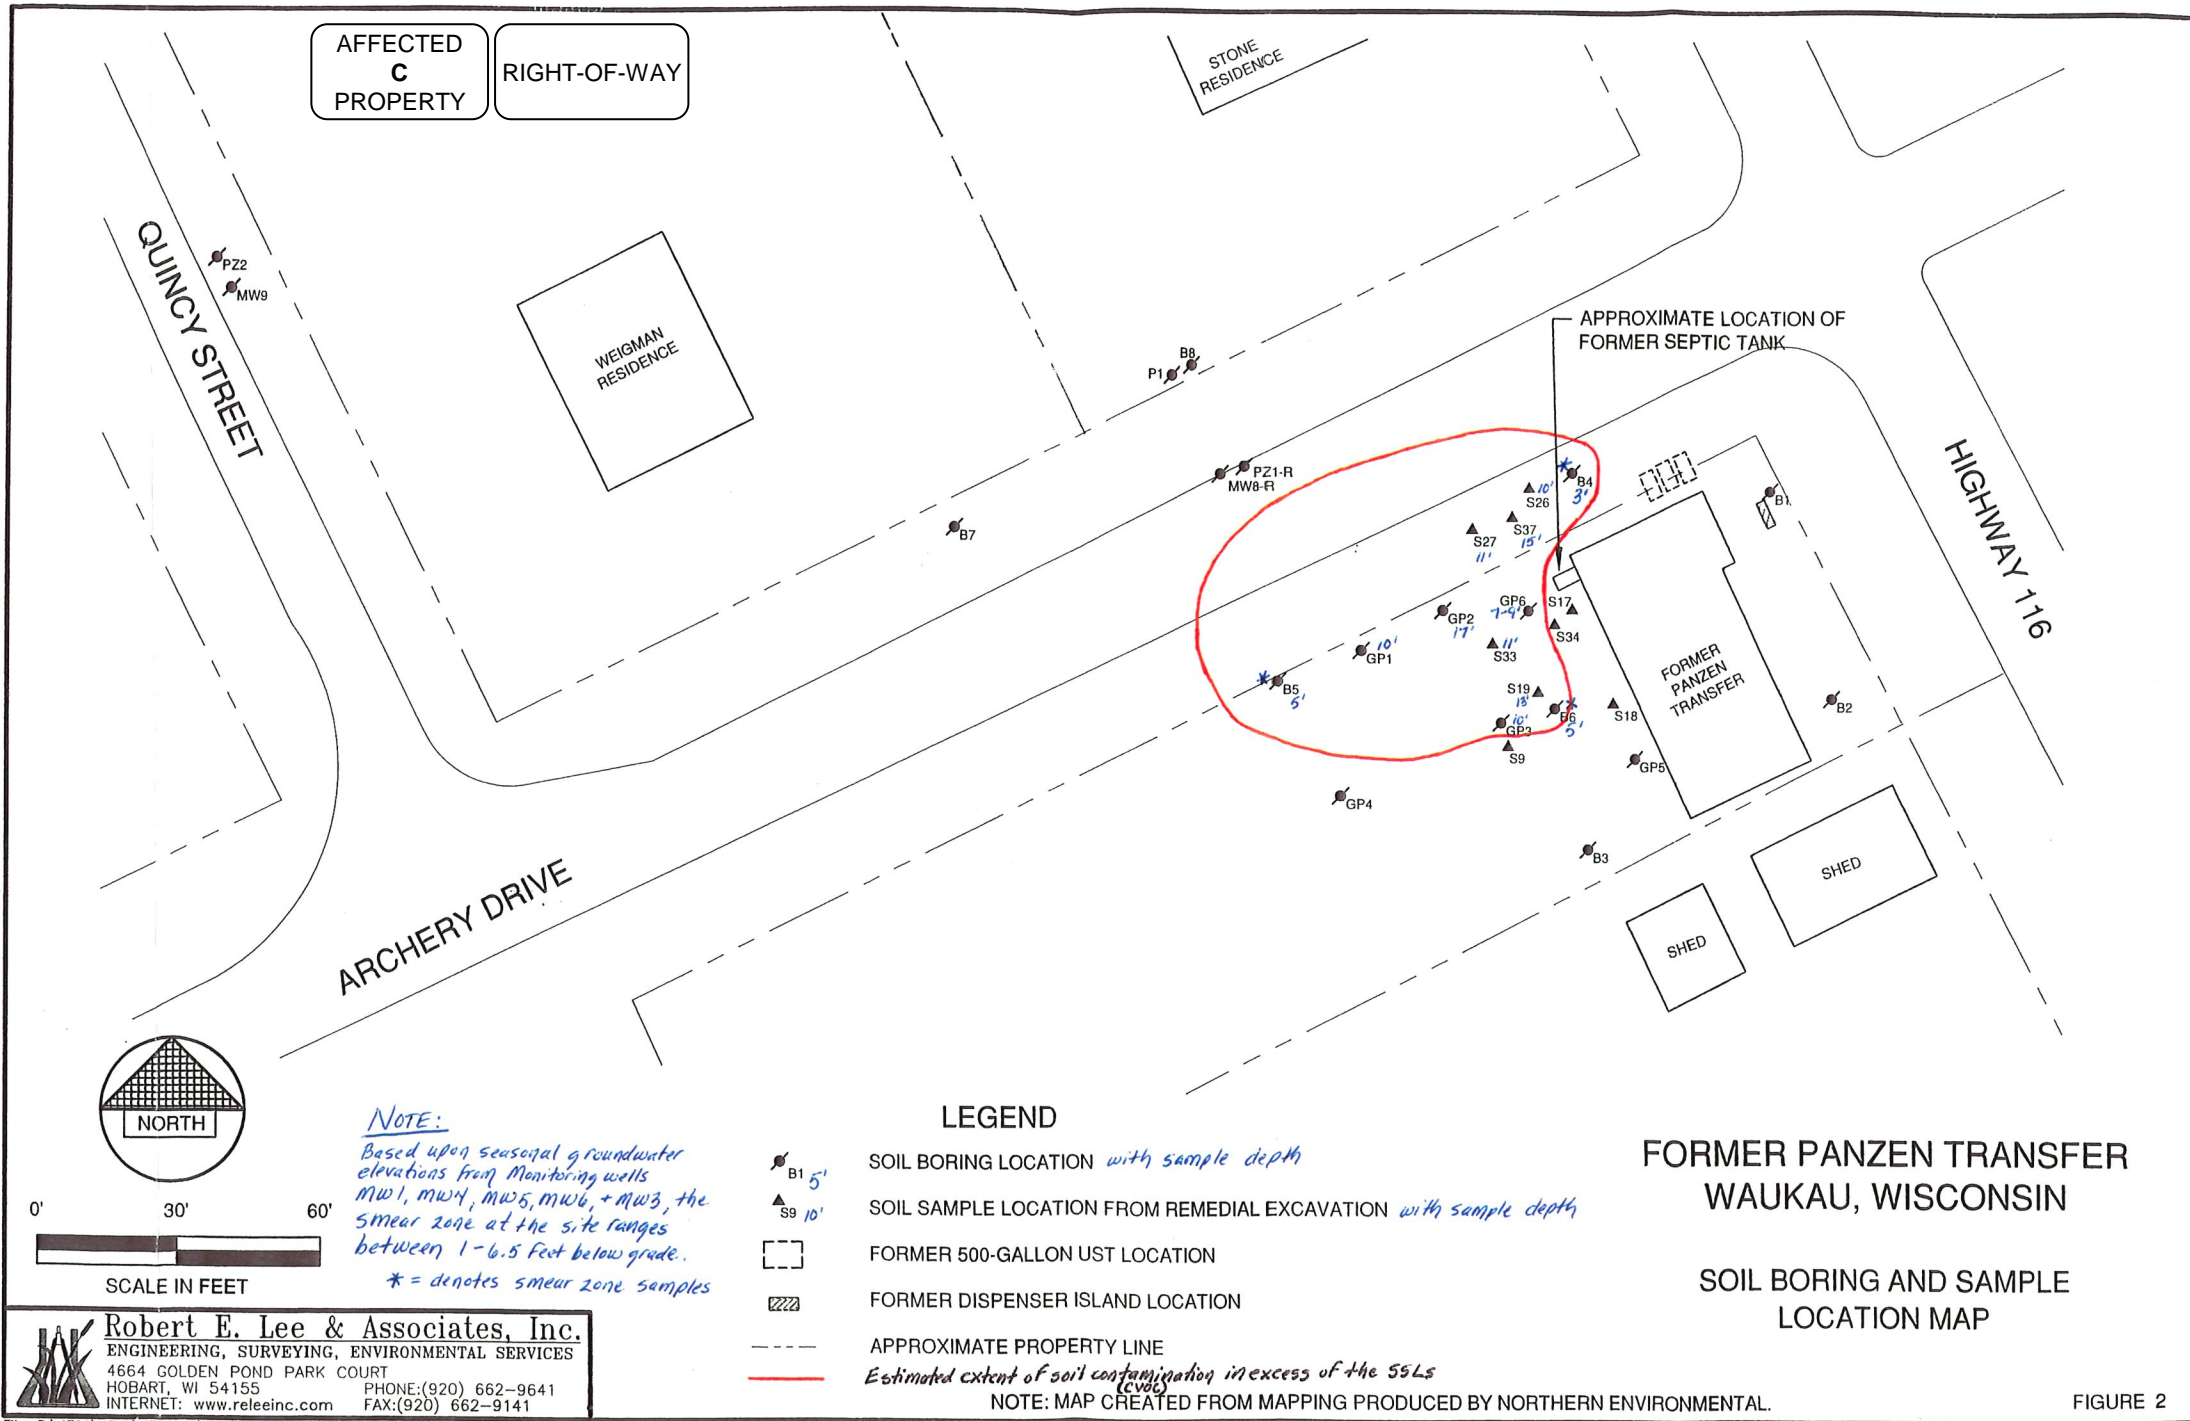 AFFECTED
C
PROPERTY
RIGHT-OF-WAY
STONE
RESIDENCE
QUINCY STREET
PZ2
MW9
WEIGMAN
RESIDENCE
APPROXIMATE LOCATION OF
FORMER SEPTIC TANK
B8
P1
PZ1-R
MW8-R
B7
HIGHWAY 116
*
B4
3'
10'
S26
S37
15'
S27
11'
B1
GP6
7-9'
S17
GP2
17'
S34
10'
GP1
11'
S33
*
B5
5'
S19
13'
B6
*
5'
10'
GP3
S18
S9
FORMER
PANZEN
TRANSFER
B2
GP5
GP4
B3
SHED
SHED
ARCHERY DRIVE
NORTH
0' 30' 60'
SCALE IN FEET
NOTE:
Based upon seasonal groundwater
elevations from Monitoring wells
MW1, MW4, MW5, MW6, + MW3, the
smear zone at the site ranges
between 1-6.5 feet below grade.
* = denotes smear zone samples
LEGEND
B1 5' SOIL BORING LOCATION with sample depth
S9 10' SOIL SAMPLE LOCATION FROM REMEDIAL EXCAVATION with sample depth
FORMER 500-GALLON UST LOCATION
FORMER DISPENSER ISLAND LOCATION
APPROXIMATE PROPERTY LINE
Estimated extent of soil contamination in excess of the SSLs
(CVOC)
NOTE: MAP CREATED FROM MAPPING PRODUCED BY NORTHERN ENVIRONMENTAL.
FORMER PANZEN TRANSFER
WAUKAU, WISCONSIN
SOIL BORING AND SAMPLE
LOCATION MAP
FIGURE 2
Robert E. Lee & Associates, Inc.
ENGINEERING, SURVEYING, ENVIRONMENTAL SERVICES
4664 GOLDEN POND PARK COURT
HOBART, WI 54155 PHONE:(920) 662-9641
INTERNET: www.releeinc.com FAX:(920) 662-9141